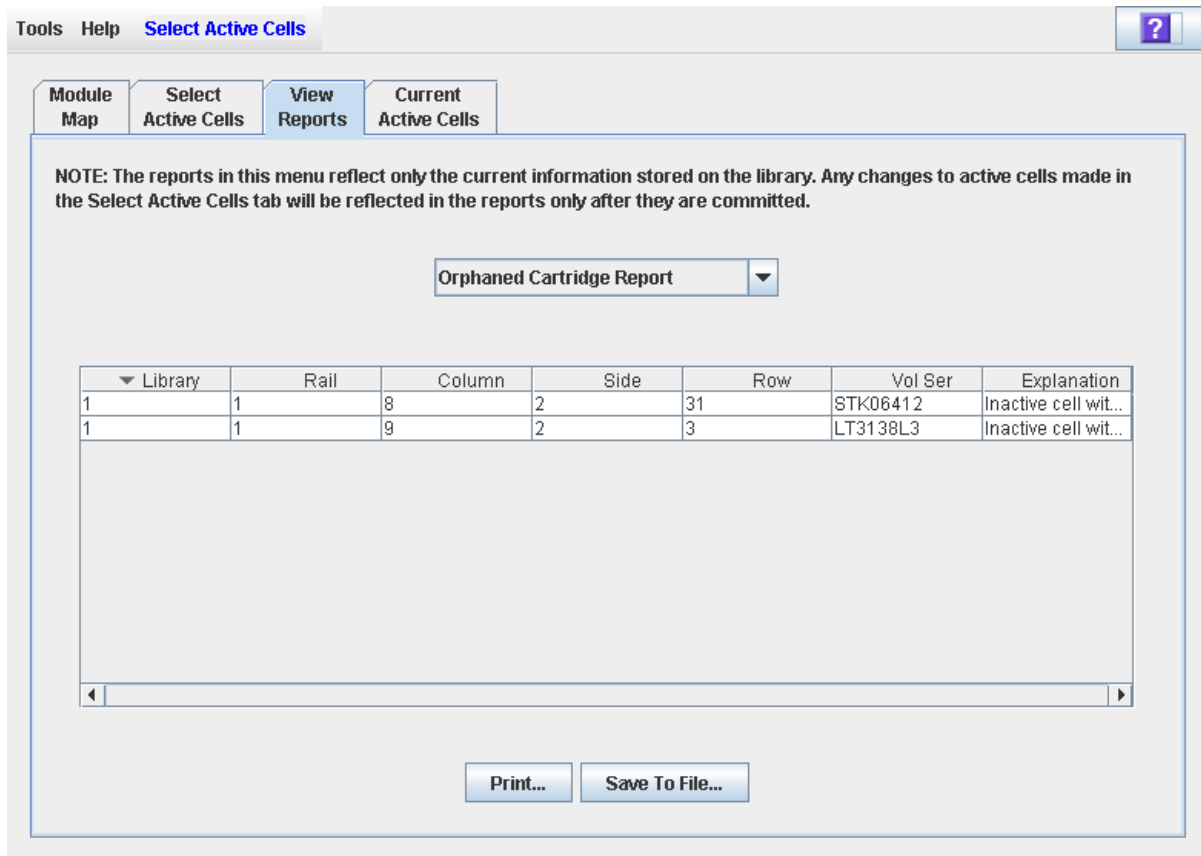 Tools Help Select Active Cells ?
Module Map
Select Active Cells
View Reports
Current Active Cells
NOTE: The reports in this menu reflect only the current information stored on the library. Any changes to active cells made in
the Select Active Cells tab will be reflected in the reports only after they are committed.
Orphaned Cartridge Report
Library Rail Column Side Row Vol Ser Explanation
1 1 8 2 31 STK06412 Inactive cell wit...
1 1 9 2 3 LT3138L3 Inactive cell wit...
Print... Save To File...